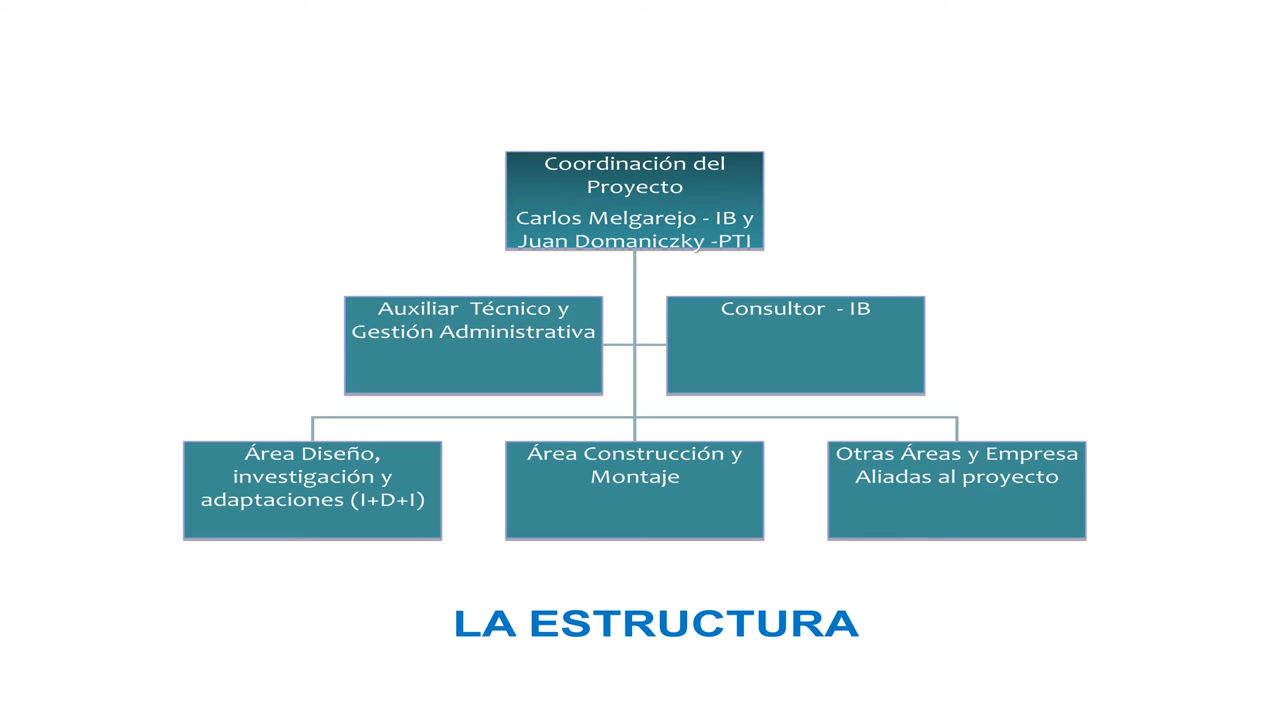 Coordinación del
Proyecto
Carlos Melgarejo - IB y
Juan Domaniczky -PTI
Auxiliar  Técnico y
Gestión Administrativa
Consultor  - IB
Área Diseño,
investigación y
adaptaciones (I+D+I)
Área Construcción y
Montaje
Otras Áreas y Empresa
Aliadas al proyecto
LA ESTRUCTURA